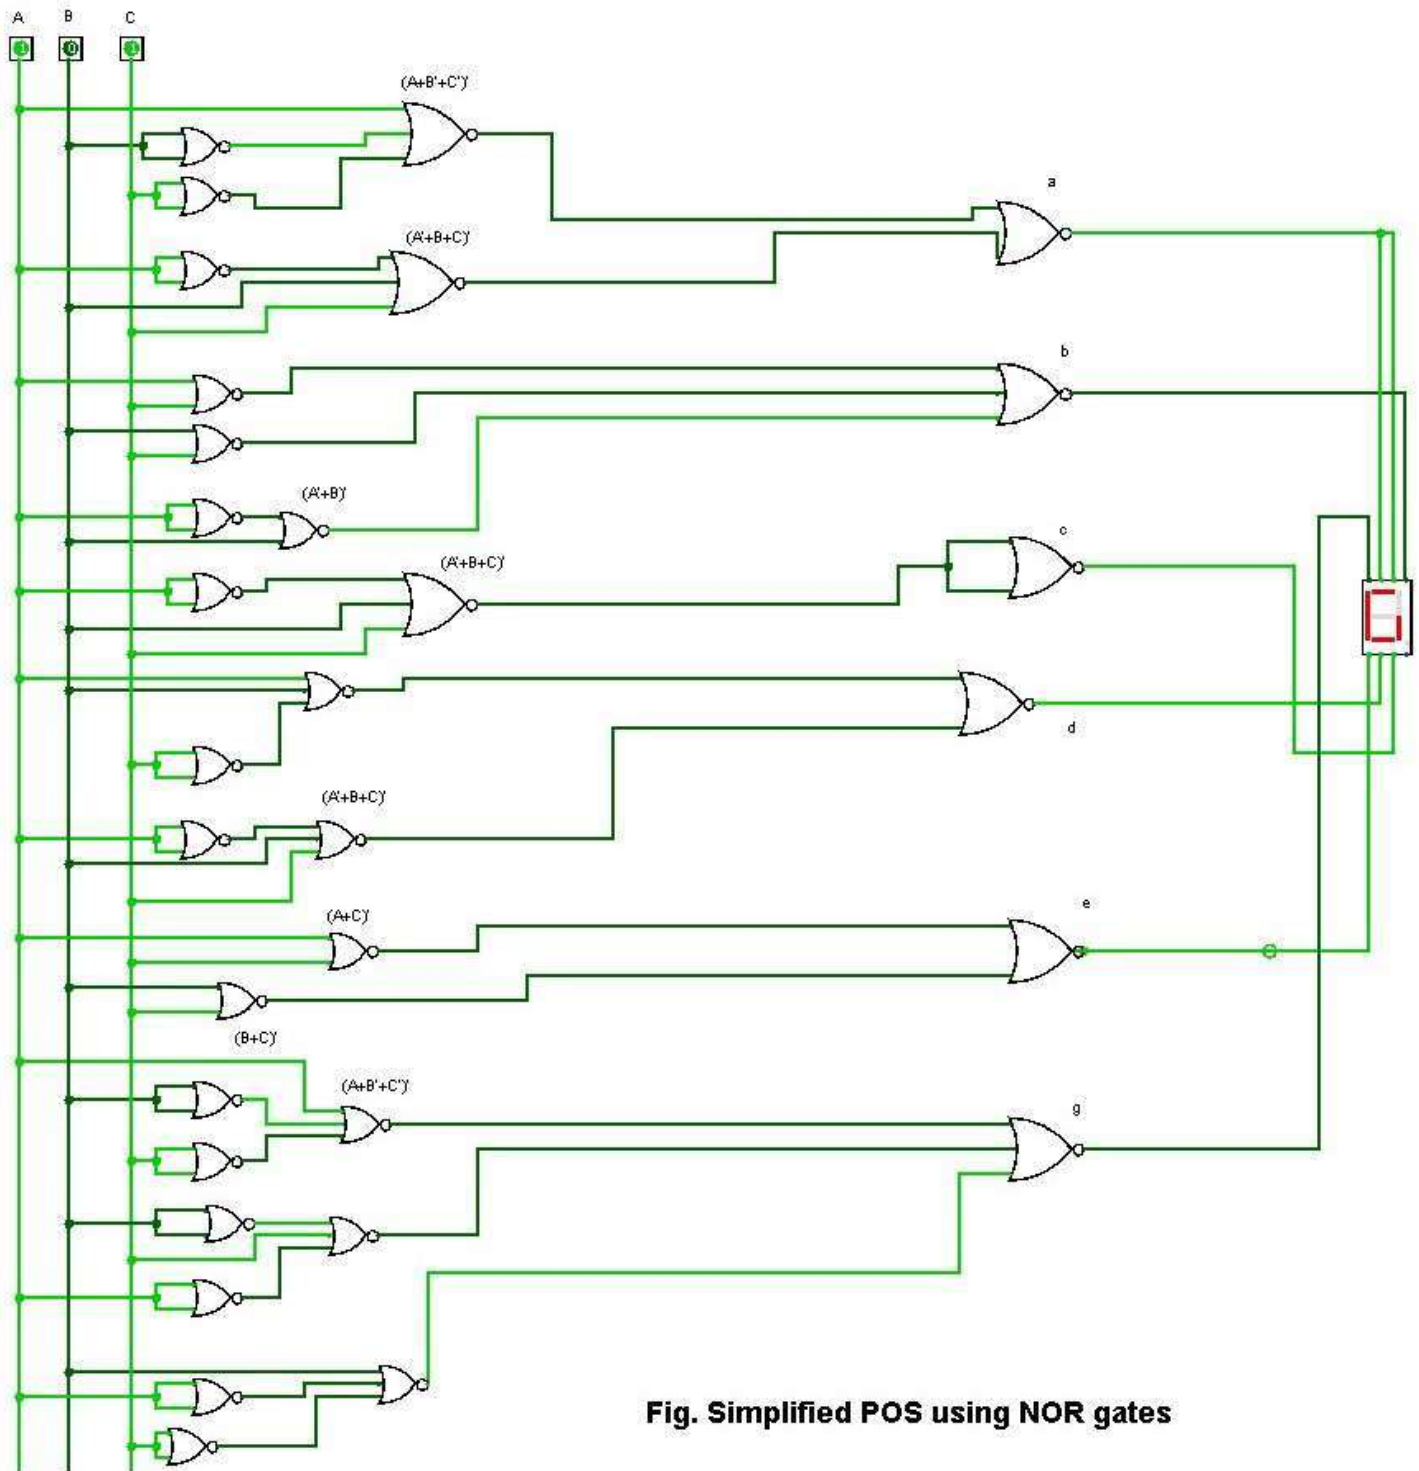 A B C
1 0 1
(A+B'+C')'
a
(A'+B+C)'
b
(A'+B)'
c
(A'+B+C)'
d
(A'+B+C)'
e
(A+C)'
(B+C)'
(A+B'+C')'
g
Fig. Simplified POS using NOR gates